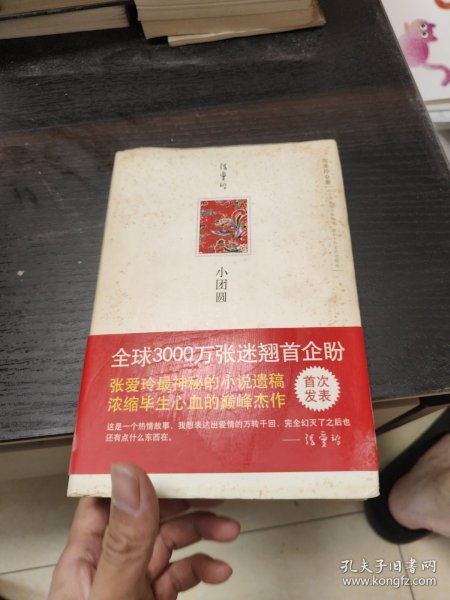 张爱玲
小团圆
全球3000万张迷翘首企盼
张爱玲最神秘的小说遗稿
浓缩毕生心血的巅峰杰作
首次
发表
这是一个热情故事，我想表达出爱情的万转千回，完全幻灭了之后也
还有点什么东西在。
——张爱玲
孔夫子旧书网
www.kongfz.com